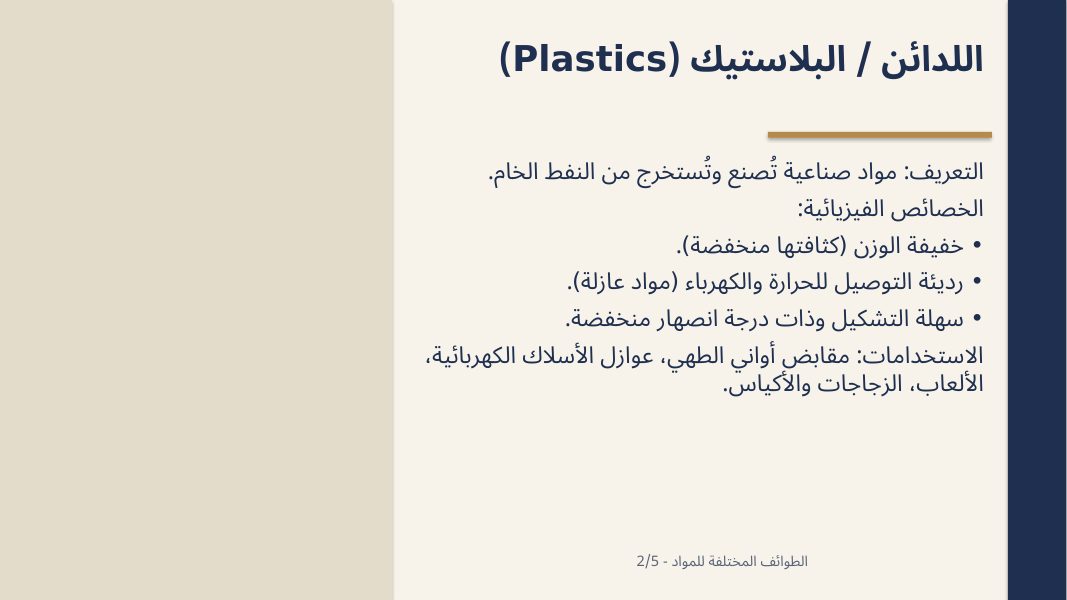 اللدائن / البلاستيك (Plastics)
التعريف: مواد صناعية تُصنع وتُستخرج من النفط الخام.
الخصائص الفيزيائية:
• خفيفة الوزن (كثافتها منخفضة).
• رديئة التوصيل للحرارة والكهرباء (مواد عازلة).
• سهلة التشكيل وذات درجة انصهار منخفضة.
الاستخدامات: مقابض أواني الطهي، عوازل الأسلاك الكهربائية،
الألعاب، الزجاجات والأكياس.
الطوائف المختلفة للمواد - 2/5